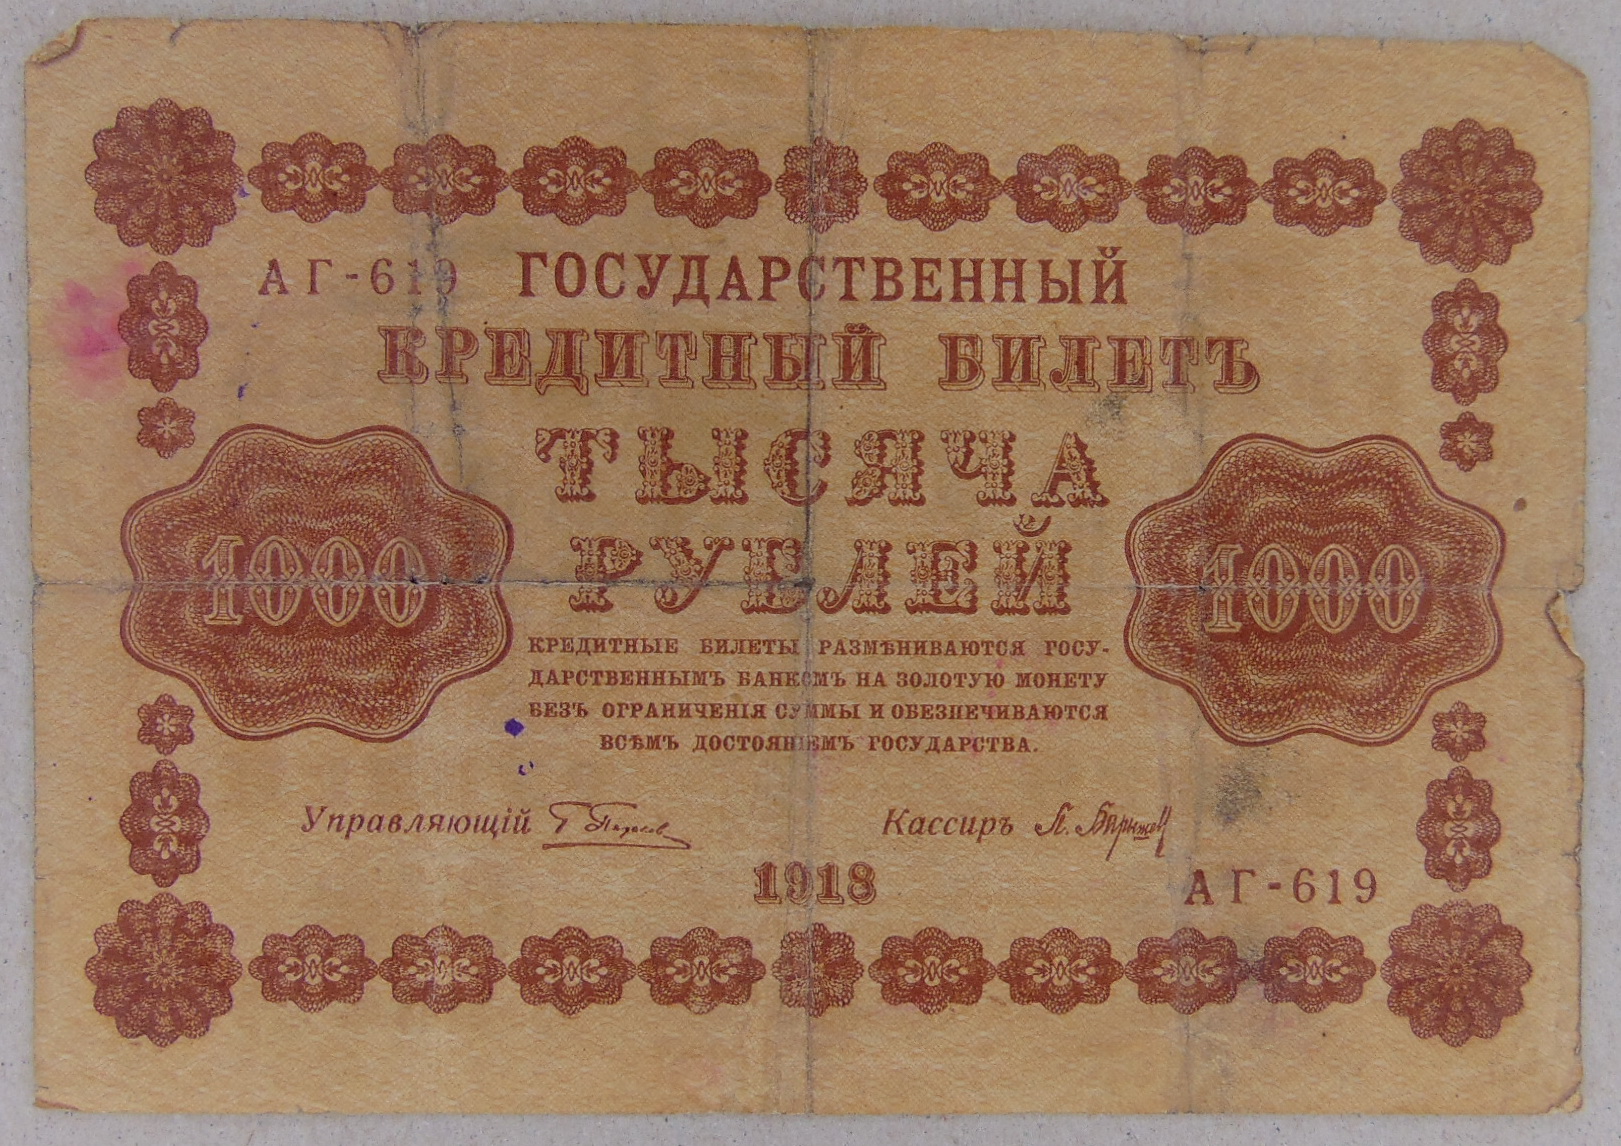 АГ-619 ГОСУДАРСТВЕННЫЙ
КРЕДИТНЫЙ БИЛЕТЪ
ТЫСЯЧА
РУБЛЕЙ
1000
1000
КРЕДИТНЫЕ БИЛЕТЫ РАЗМѢНИВАЮТСЯ ГОСУ-
ДАРСТВЕННЫМЪ БАНКОМЪ НА ЗОЛОТУЮ МОНЕТУ
БЕЗЪ ОГРАНИЧЕНІЯ СУММЫ И ОБЕЗПЕЧИВАЮТСЯ
ВСѢМЪ ДОСТОЯНІЕМЪ ГОСУДАРСТВА.
Управляющій
Кассиръ
1918
АГ-619